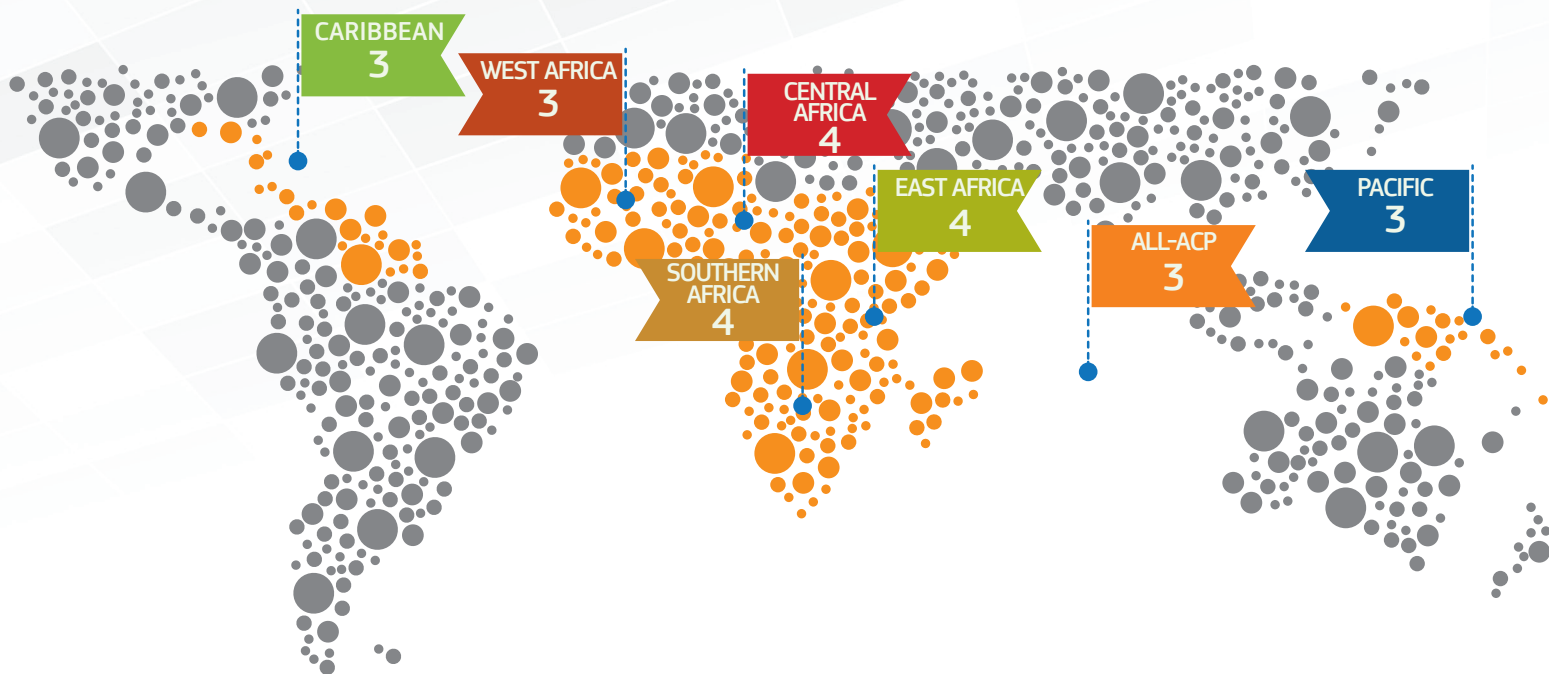 CARIBBEAN
3
WEST AFRICA
3
CENTRAL
AFRICA
4
EAST AFRICA
4
PACIFIC
3
ALL-ACP
3
SOUTHERN
AFRICA
4